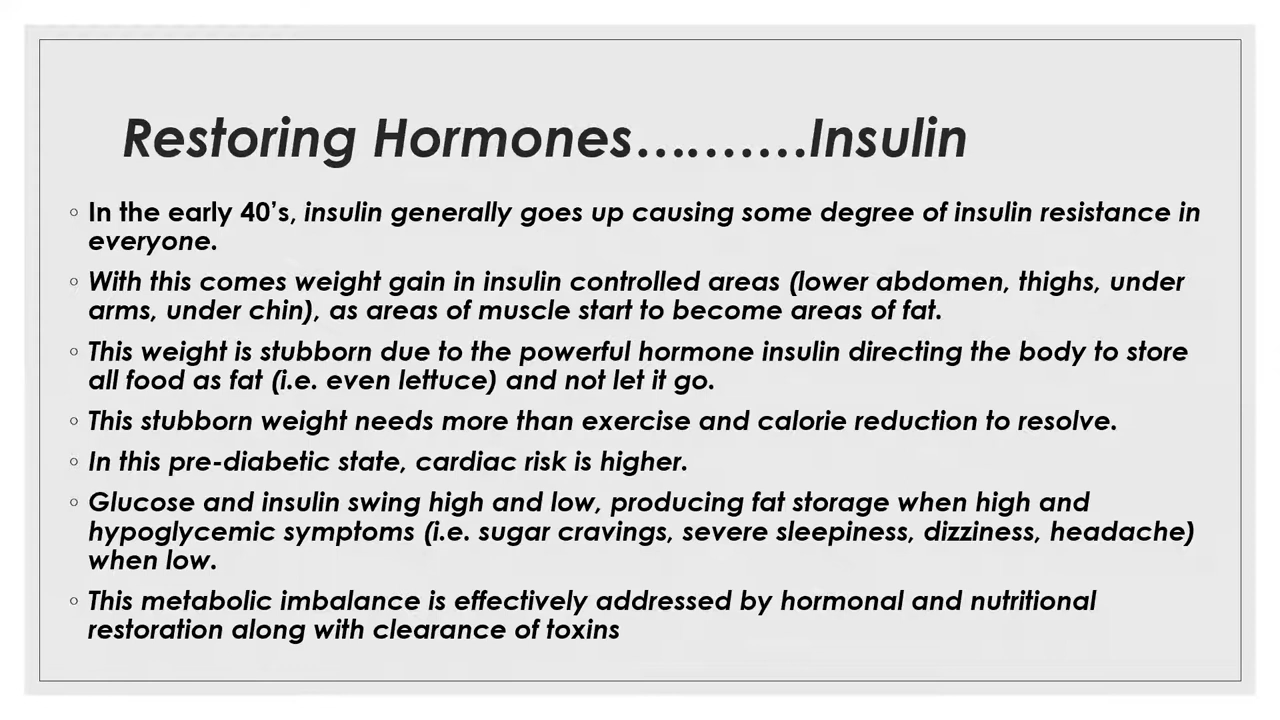 Restoring Hormones..........Insulin
◦ In the early 40’s, insulin generally goes up causing some degree of insulin resistance in
everyone.
◦ With this comes weight gain in insulin controlled areas (lower abdomen, thighs, under
arms, under chin), as areas of muscle start to become areas of fat.
◦ This weight is stubborn due to the powerful hormone insulin directing the body to store
all food as fat (i.e. even lettuce) and not let it go.
◦ This stubborn weight needs more than exercise and calorie reduction to resolve.
◦ In this pre-diabetic state, cardiac risk is higher.
◦ Glucose and insulin swing high and low, producing fat storage when high and
hypoglycemic symptoms (i.e. sugar cravings, severe sleepiness, dizziness, headache)
when low.
◦ This metabolic imbalance is effectively addressed by hormonal and nutritional
restoration along with clearance of toxins